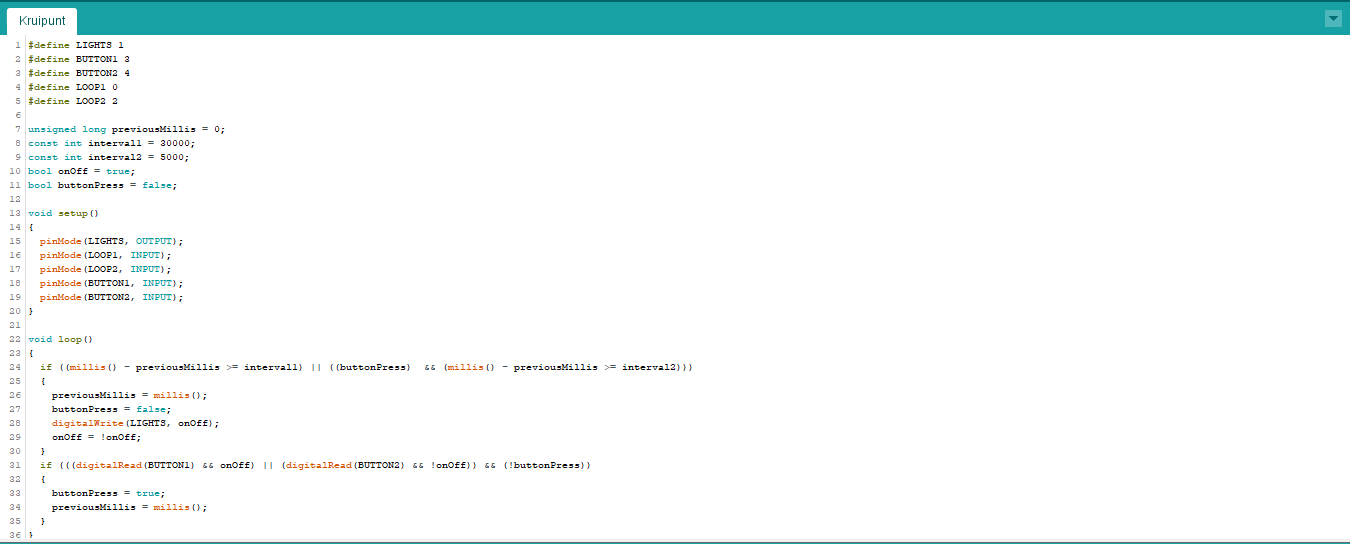 Kruipunt
1 #define LIGHTS 1
2 #define BUTTON1 3
3 #define BUTTON2 4
4 #define LOOP1 0
5 #define LOOP2 2
6
7 unsigned long previousMillis = 0;
8 const int interval1 = 30000;
9 const int interval2 = 5000;
10 bool onOff = true;
11 bool buttonPress = false;
12
13 void setup()
14 {
15   pinMode(LIGHTS, OUTPUT);
16   pinMode(LOOP1, INPUT);
17   pinMode(LOOP2, INPUT);
18   pinMode(BUTTON1, INPUT);
19   pinMode(BUTTON2, INPUT);
20 }
21
22 void loop()
23 {
24   if ((millis() - previousMillis >= interval1) || ((buttonPress)  && (millis() - previousMillis >= interval2)))
25   {
26     previousMillis = millis();
27     buttonPress = false;
28     digitalWrite(LIGHTS, onOff);
29     onOff = !onOff;
30   }
31   if (((digitalRead(BUTTON1) && onOff) || (digitalRead(BUTTON2) && !onOff)) && (!buttonPress))
32   {
33     buttonPress = true;
34     previousMillis = millis();
35   }
36 }